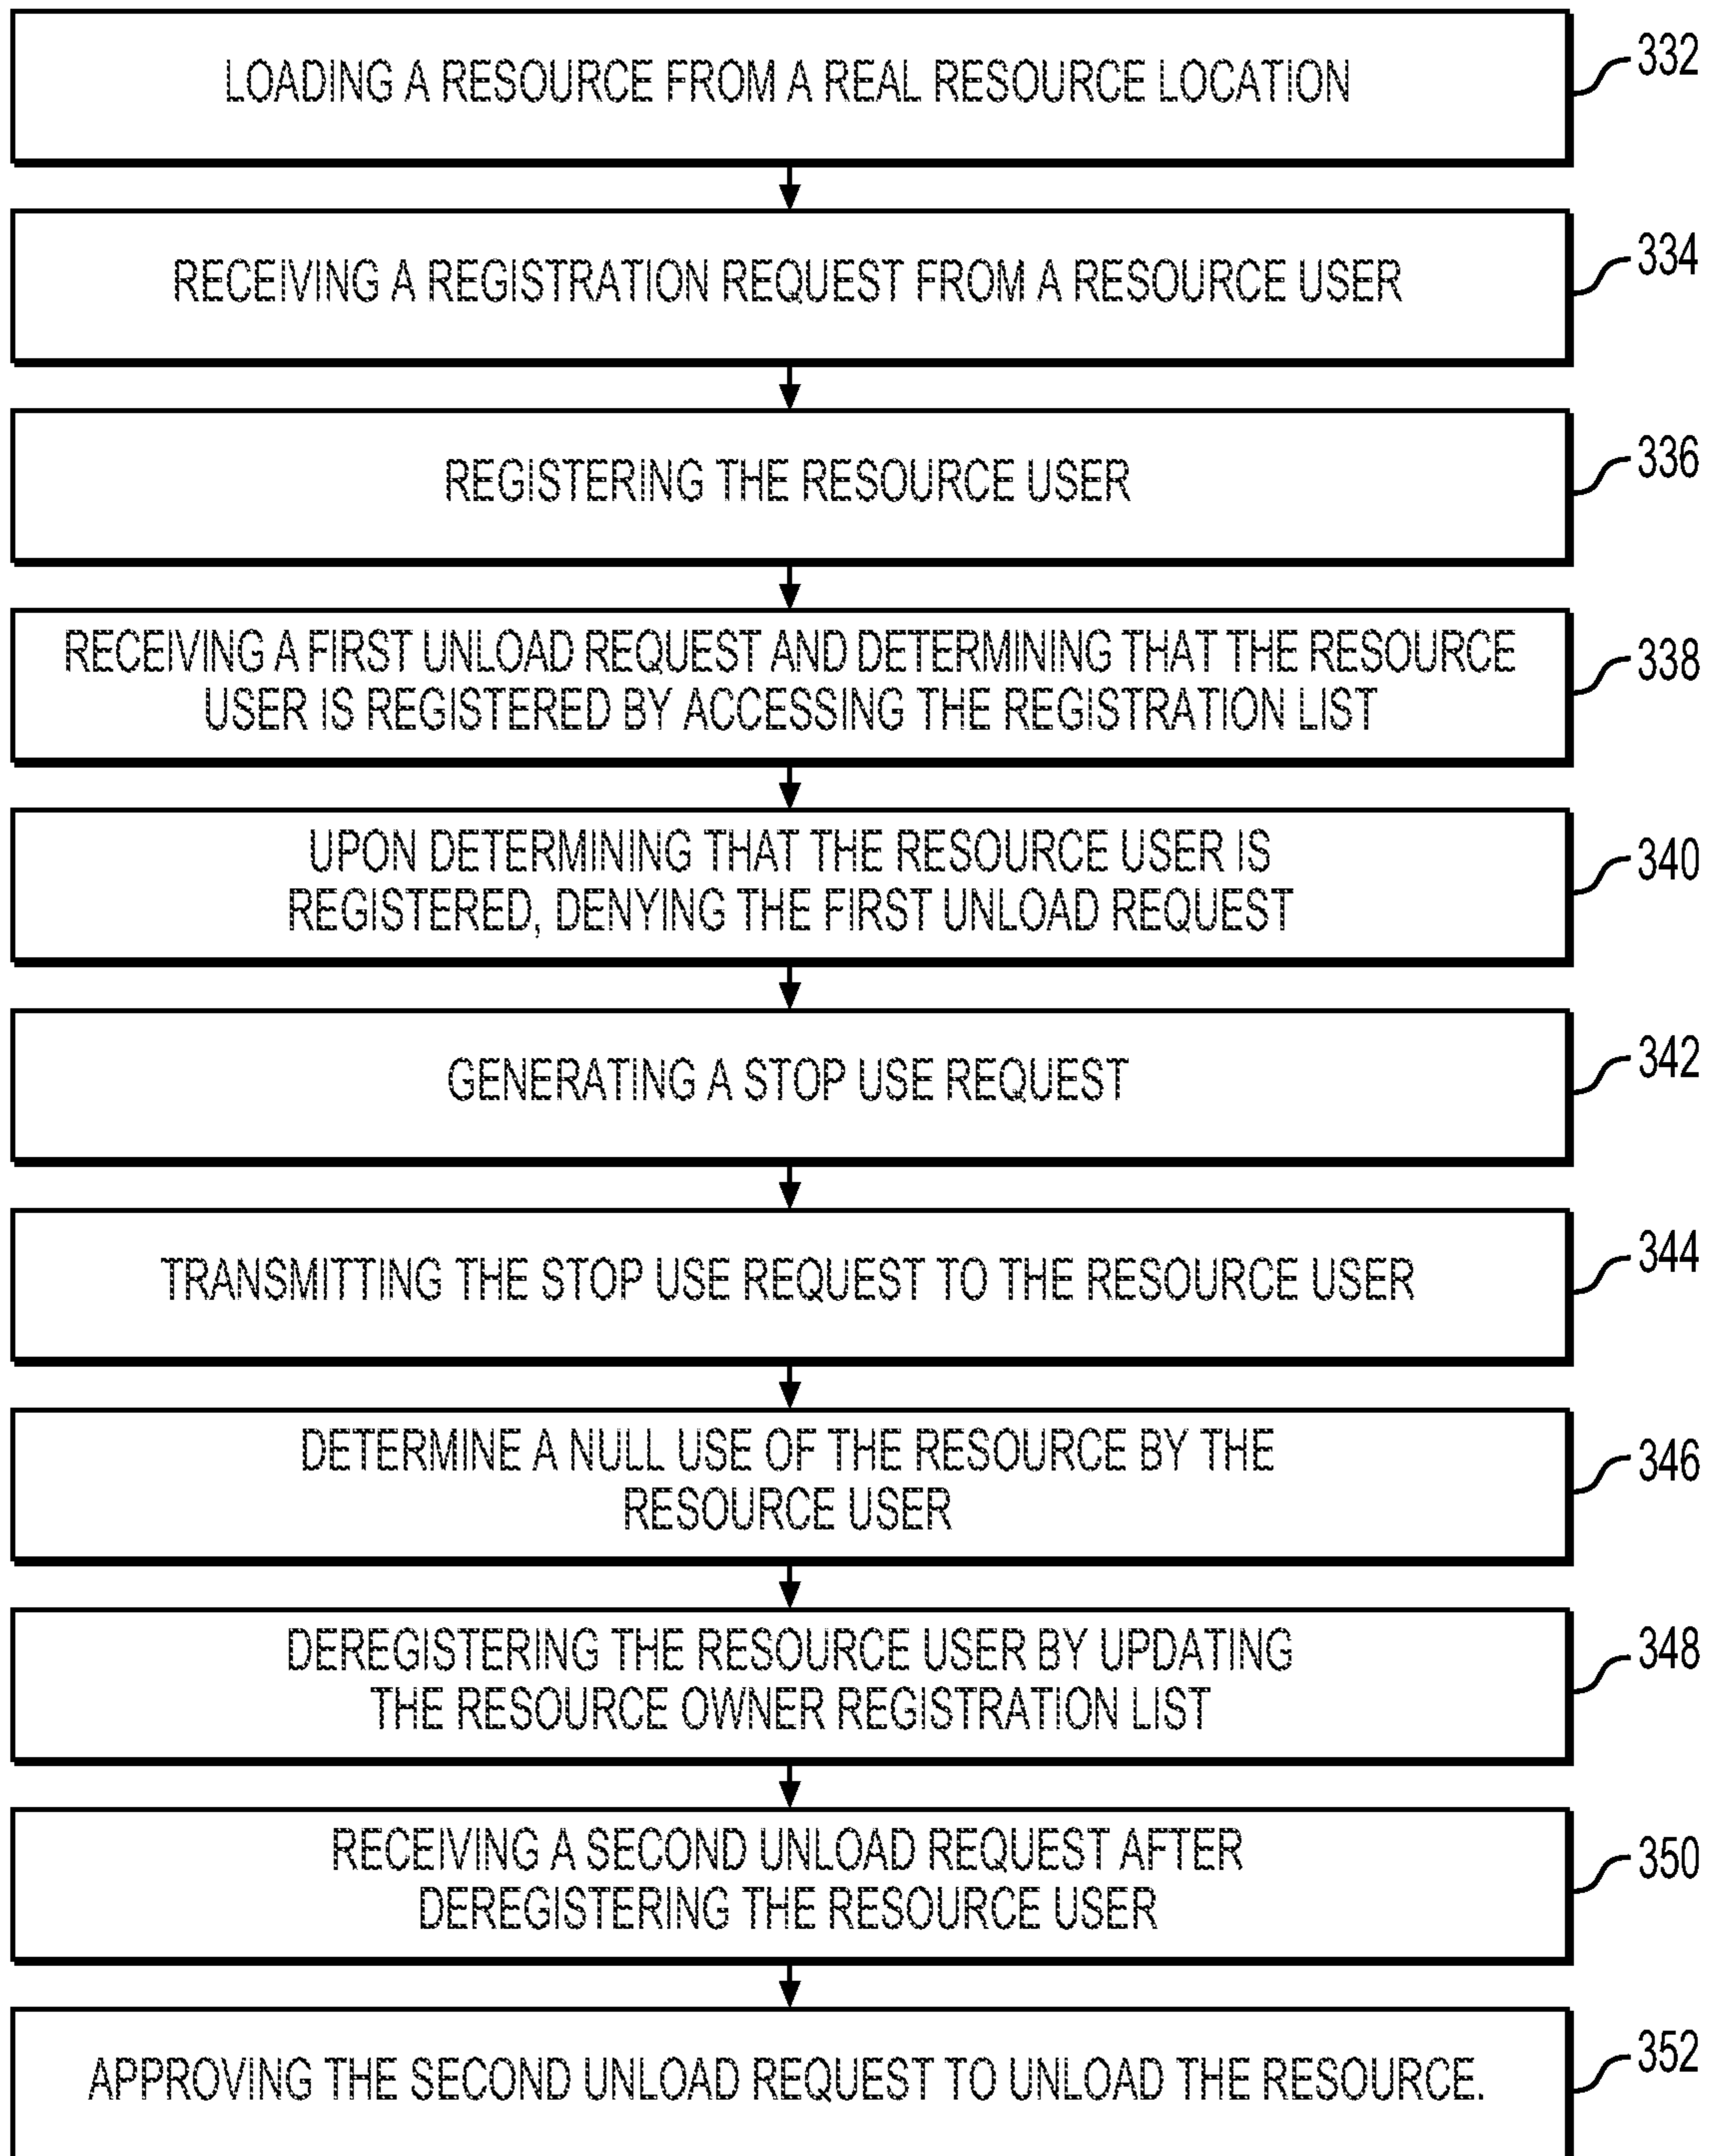 LOADING A RESOURCE FROM A REAL RESOURCE LOCATION
332
RECEIVING A REGISTRATION REQUEST FROM A RESOURCE USER
334
REGISTERING THE RESOURCE USER
336
RECEIVING A FIRST UNLOAD REQUEST AND DETERMINING THAT THE RESOURCE
USER IS REGISTERED BY ACCESSING THE REGISTRATION LIST
338
UPON DETERMINING THAT THE RESOURCE USER IS
REGISTERED, DENYING THE FIRST UNLOAD REQUEST
340
GENERATING A STOP USE REQUEST
342
TRANSMITTING THE STOP USE REQUEST TO THE RESOURCE USER
344
DETERMINE A NULL USE OF THE RESOURCE BY THE
RESOURCE USER
346
DEREGISTERING THE RESOURCE USER BY UPDATING
THE RESOURCE OWNER REGISTRATION LIST
348
RECEIVING A SECOND UNLOAD REQUEST AFTER
DEREGISTERING THE RESOURCE USER
350
APPROVING THE SECOND UNLOAD REQUEST TO UNLOAD THE RESOURCE.
352